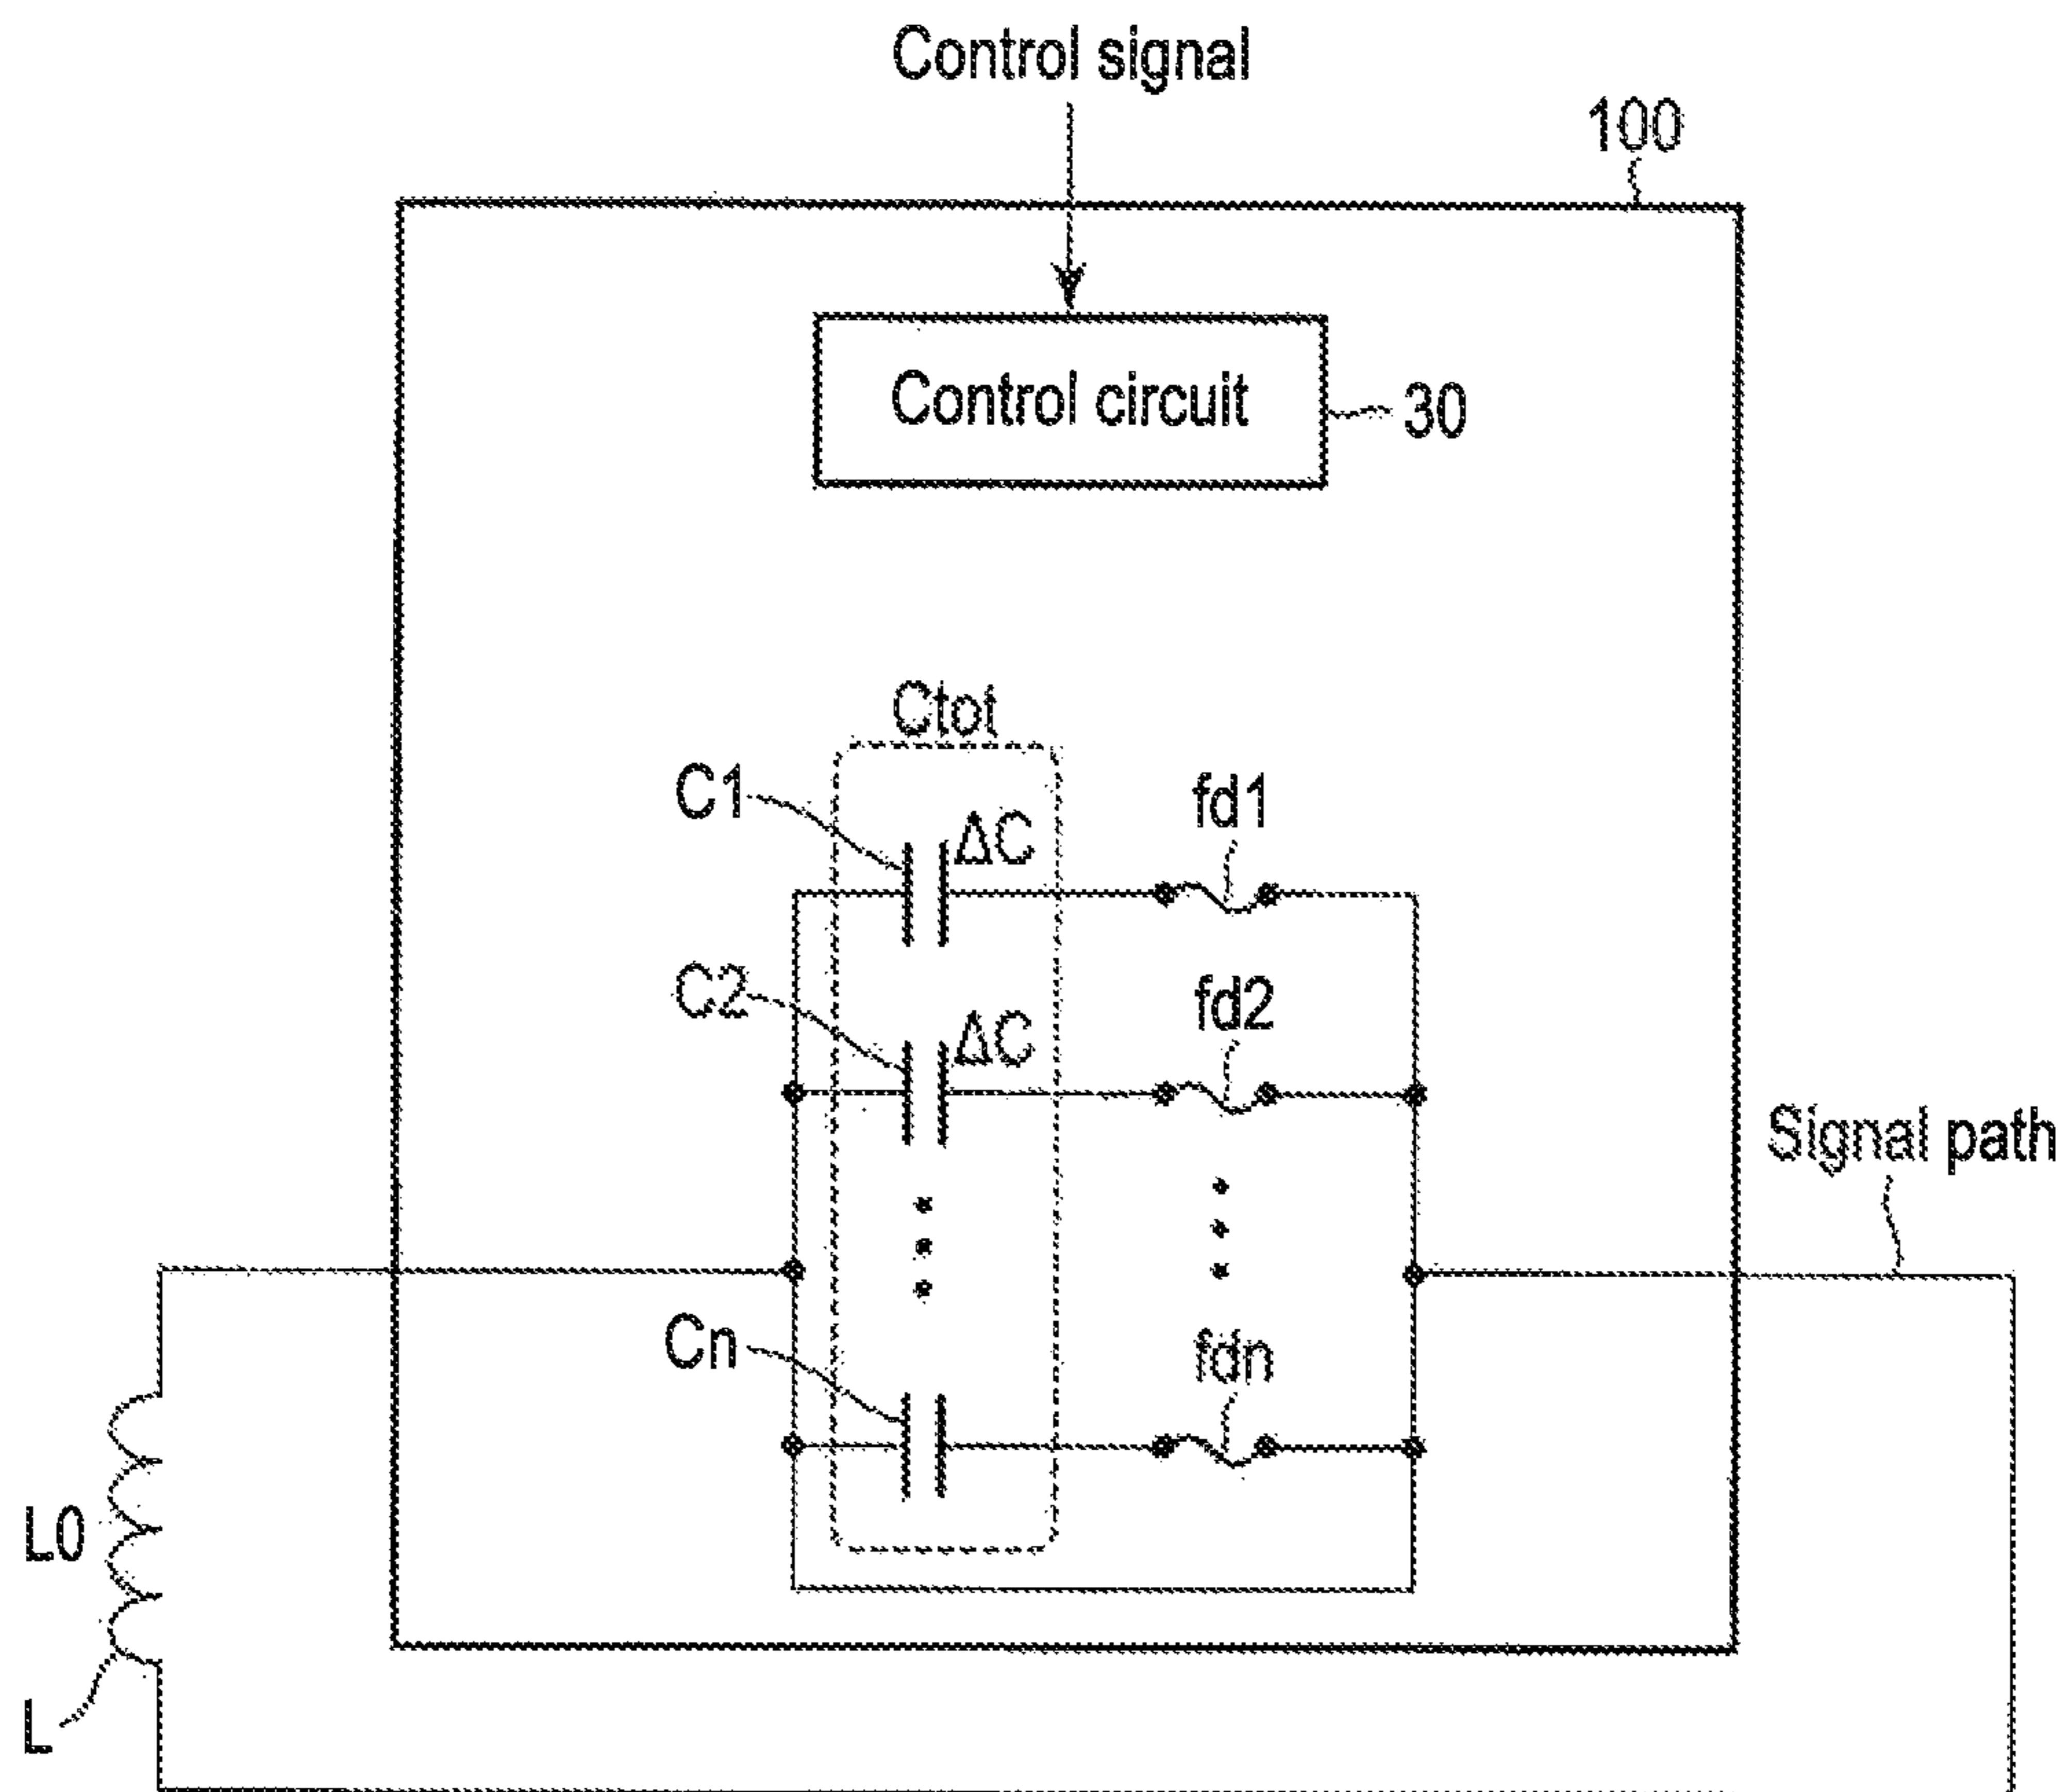 Control signal
100
Control circuit
30
Ctot
C1
ΔC
fd1
C2
ΔC
fd2
Signal path
Cn
fdn
L0
L